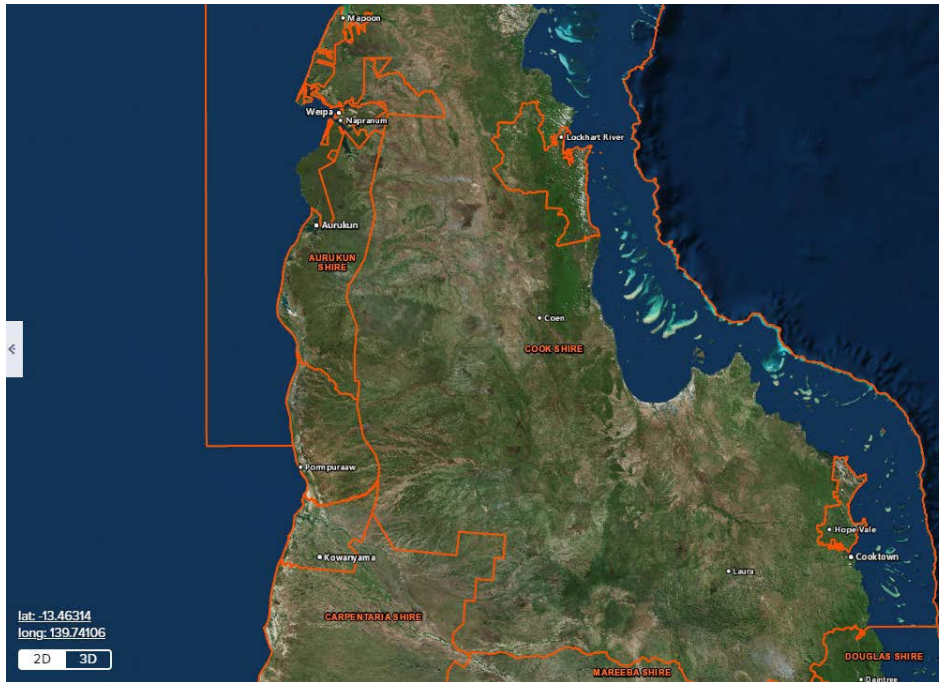 Mapoon
Weipa
Napranum
Lockhart River
Aurukun
AURUKUN
SHIRE
Coen
COOK SHIRE
Pormpuraaw
Hope Vale
Kowanyama
Cooktown
Laura
lat: -13.46314
CARPENTARIA SHIRE
long: 139.74106
2D 3D
DOUGLAS SHIRE
MAREEBA SHIRE
Daintree